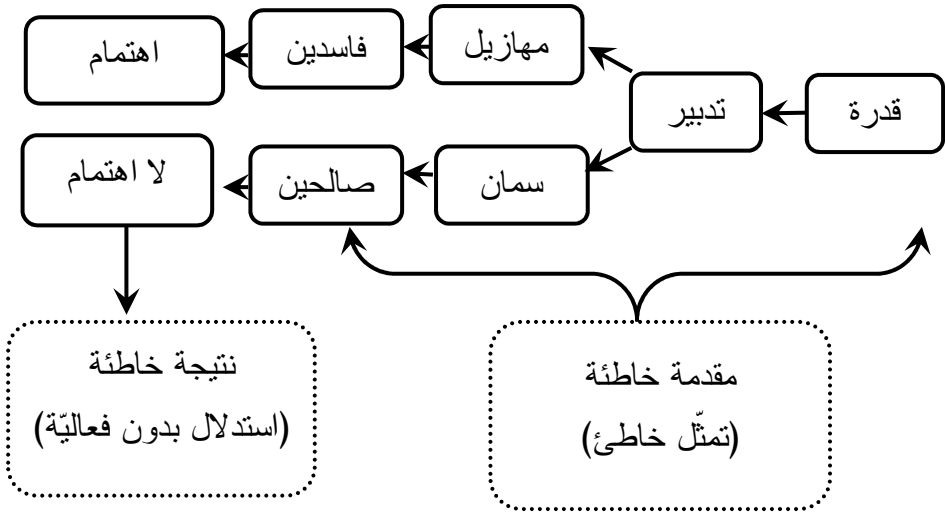 قدرة
تدبير
مهازيل
فاسدين
اهتمام
سمان
صالحين
لا اهتمام
مقدمة خاطئة
(تمثّل خاطئ)
نتيجة خاطئة
(استدلال بدون فعاليّة)